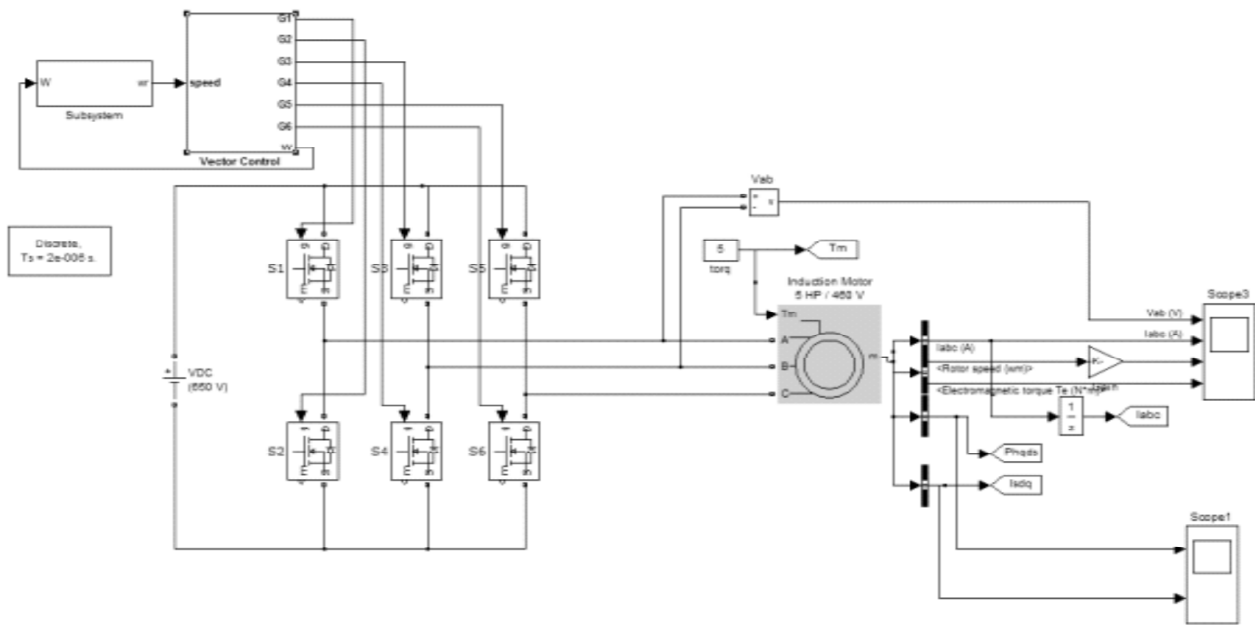 G1
G2
G3
G4
G5
G6
W
wr
speed
w
Subsystem
Vector Control
Discrete,
Ts = 2e-006 s.
S1
S3
S5
S2
S4
S6
VDC
(650 V)
Vab
+
-
v
5
torq
Tm
Induction Motor
5 HP / 460 V
Tm
A
B
C
m
Iabc (A)
<Rotor speed (wm)>
<Electromagnetic torque Te (N*m)>
K-
1
z
Iabc
Phqds
Isdq
Vab (V)
Iabc (A)
Scope3
Scope1